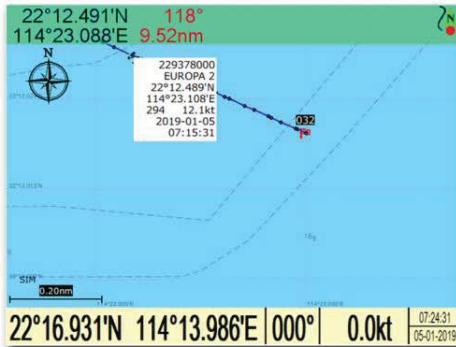 22°12.491'N 118°
114°23.088'E 9.52nm
N
N
229378000
EUROPA 2
22°12.489'N
114°23.108'E
294 12.1kt
2019-01-05
07:15:31
032
SIM
0.20nm
22°16.931'N 114°13.986'E 000° 0.0kt
07:24:31
05-01-2019